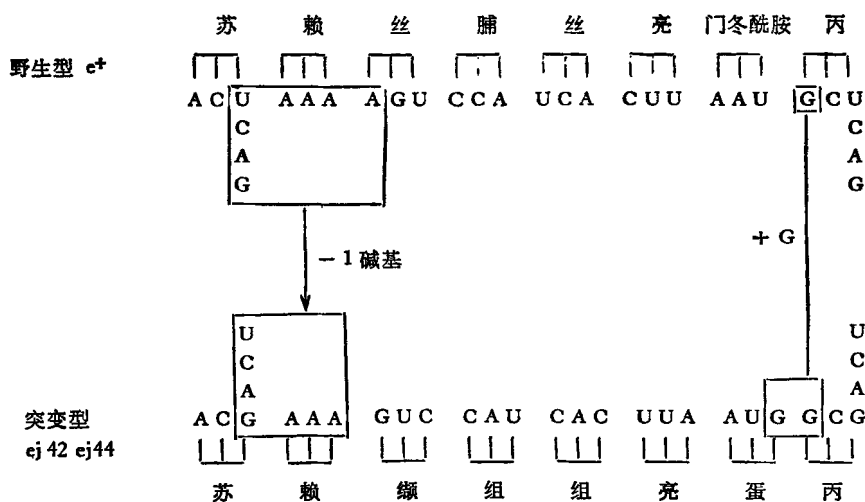 苏 赖 丝 脯 丝 亮 门冬酰胺 丙
野生型 e+
A C U A A A A G U C C A U C A C U U A A U G C U
C C
A A
G G
+ G
− 1 碱基
U U
C C
A A
突变型 A C G A A A G U C C A U C A C U U A A U G G C G
ej 42 ej44
苏 赖 缬 组 组 亮 蛋 丙